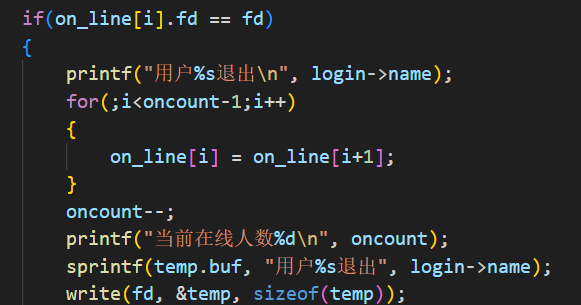 if(on_line[i].fd == fd)
{
printf("用户%s退出\n", login->name);
for(;i<oncount-1;i++)
{
on_line[i] = on_line[i+1];
}
oncount--;
printf("当前在线人数%d\n", oncount);
sprintf(temp.buf, "用户%s退出", login->name);
write(fd, &temp, sizeof(temp));